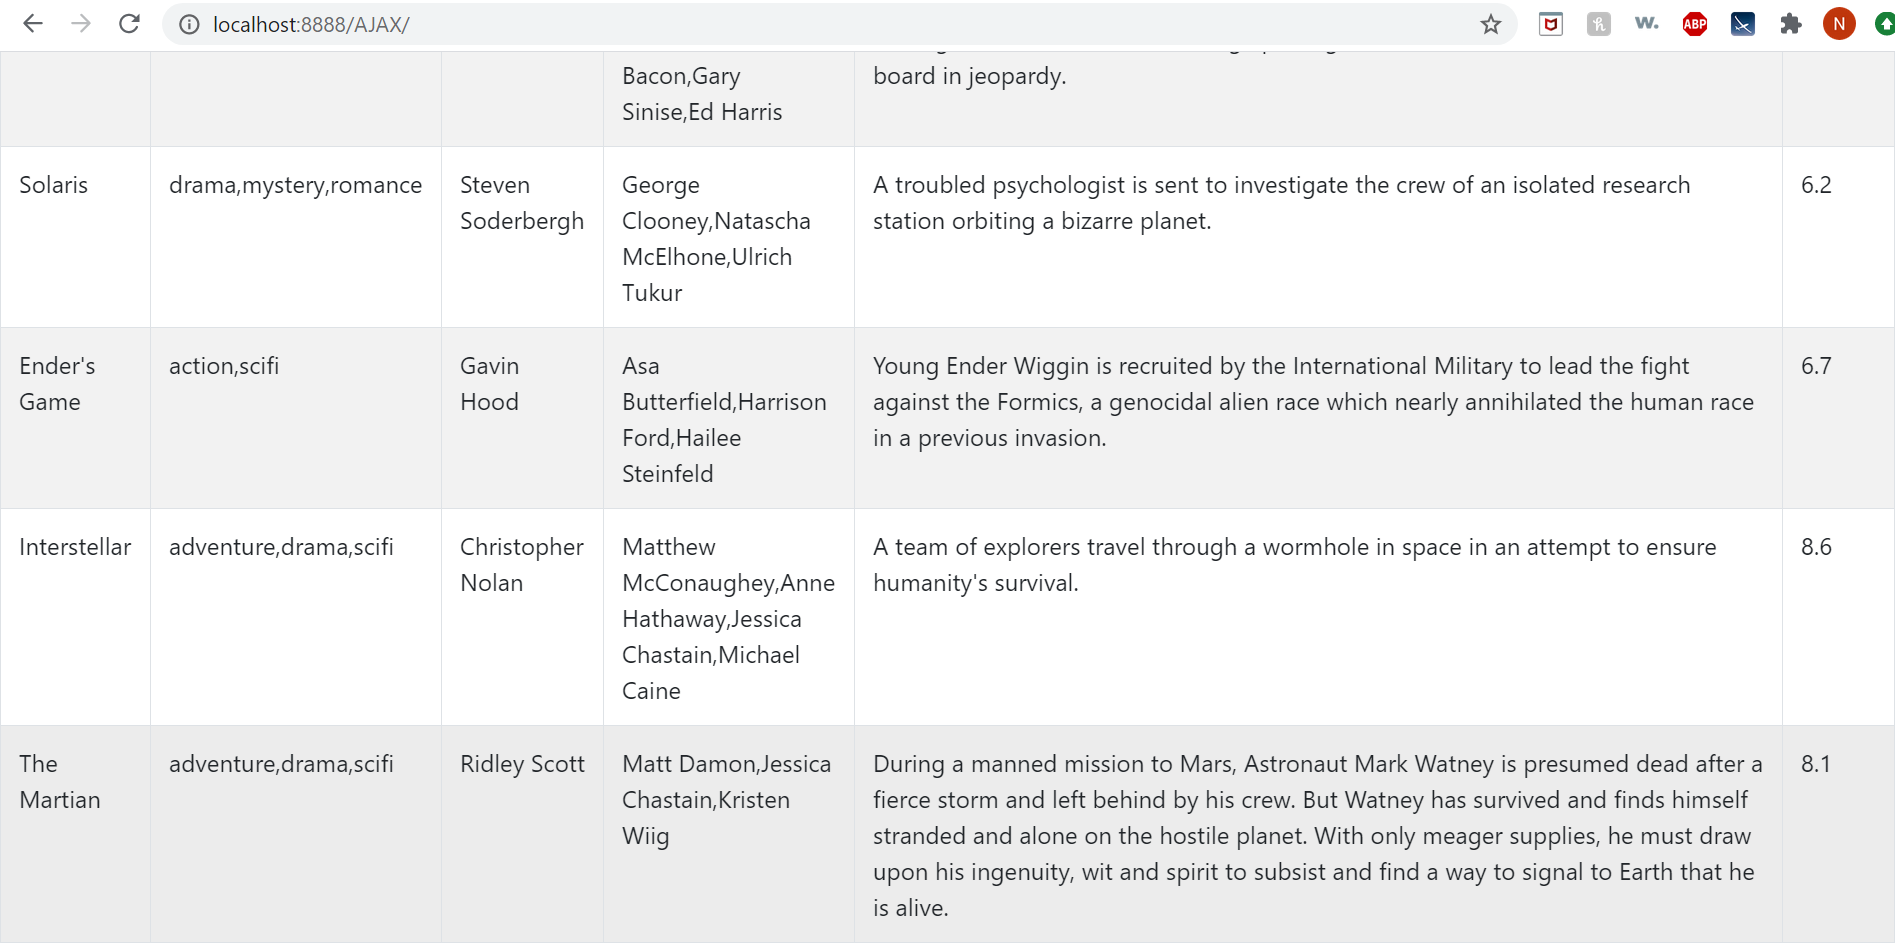 localhost:8888/AJAX/
W.
ABP
N
Bacon,Gary
Sinise,Ed Harris
board in jeopardy.
Solaris
drama,mystery,romance
Steven
Soderbergh
George
Clooney,Natascha
McElhone,Ulrich
Tukur
A troubled psychologist is sent to investigate the crew of an isolated research
station orbiting a bizarre planet.
6.2
Ender's
Game
action,scifi
Gavin
Hood
Asa
Butterfield,Harrison
Ford,Hailee
Steinfeld
Young Ender Wiggin is recruited by the International Military to lead the fight
against the Formics, a genocidal alien race which nearly annihilated the human race
in a previous invasion.
6.7
Interstellar
adventure,drama,scifi
Christopher
Nolan
Matthew
McConaughey,Anne
Hathaway,Jessica
Chastain,Michael
Caine
A team of explorers travel through a wormhole in space in an attempt to ensure
humanity's survival.
8.6
The
Martian
adventure,drama,scifi
Ridley Scott
Matt Damon,Jessica
Chastain,Kristen
Wiig
During a manned mission to Mars, Astronaut Mark Watney is presumed dead after a
fierce storm and left behind by his crew. But Watney has survived and finds himself
stranded and alone on the hostile planet. With only meager supplies, he must draw
upon his ingenuity, wit and spirit to subsist and find a way to signal to Earth that he
is alive.
8.1